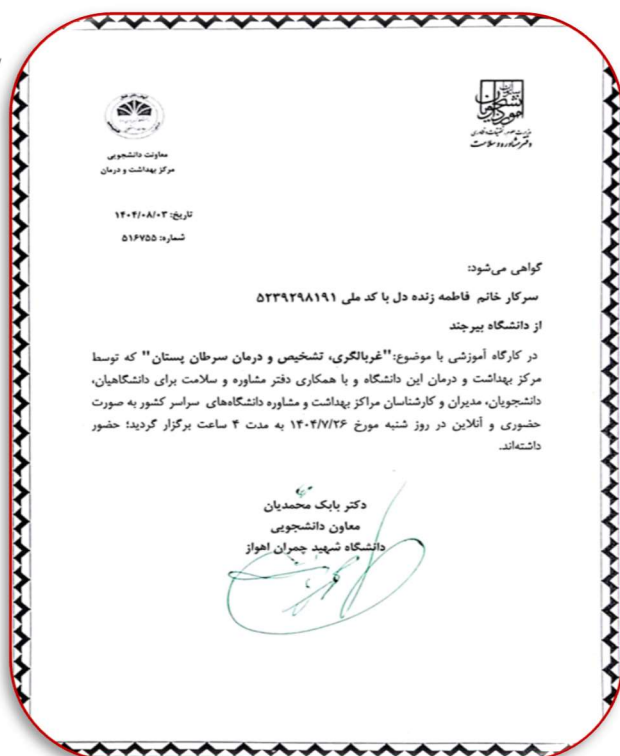 سازمان
امور دانشجویان
دفتر مشاوره و سلامت
معاونت دانشجویی
مرکز بهداشت و درمان
تاریخ: ۱۴۰۴/۰۸/۰۳
شماره: ۵۱۶۷۵۵
گواهی می‌شود:
سرکار خانم فاطمه زنده دل با کد ملی ۵۲۳۹۲۹۸۱۹۱
از دانشگاه بیرجند
در کارگاه آموزشی با موضوع:"غربالگری، تشخیص و درمان سرطان پستان" که توسط
مرکز بهداشت و درمان این دانشگاه و با همکاری دفتر مشاوره و سلامت برای دانشگاهیان،
دانشجویان، مدیران و کارشناسان مراکز بهداشت و مشاوره دانشگاه‌های سراسر کشور به صورت
حضوری و آنلاین در روز شنبه مورخ ۱۴۰۴/۷/۲۶ به مدت ۴ ساعت برگزار گردید؛ حضور
داشته‌اند.
دکتر بابک محمدیان
معاون دانشجویی
دانشگاه شهید چمران اهواز